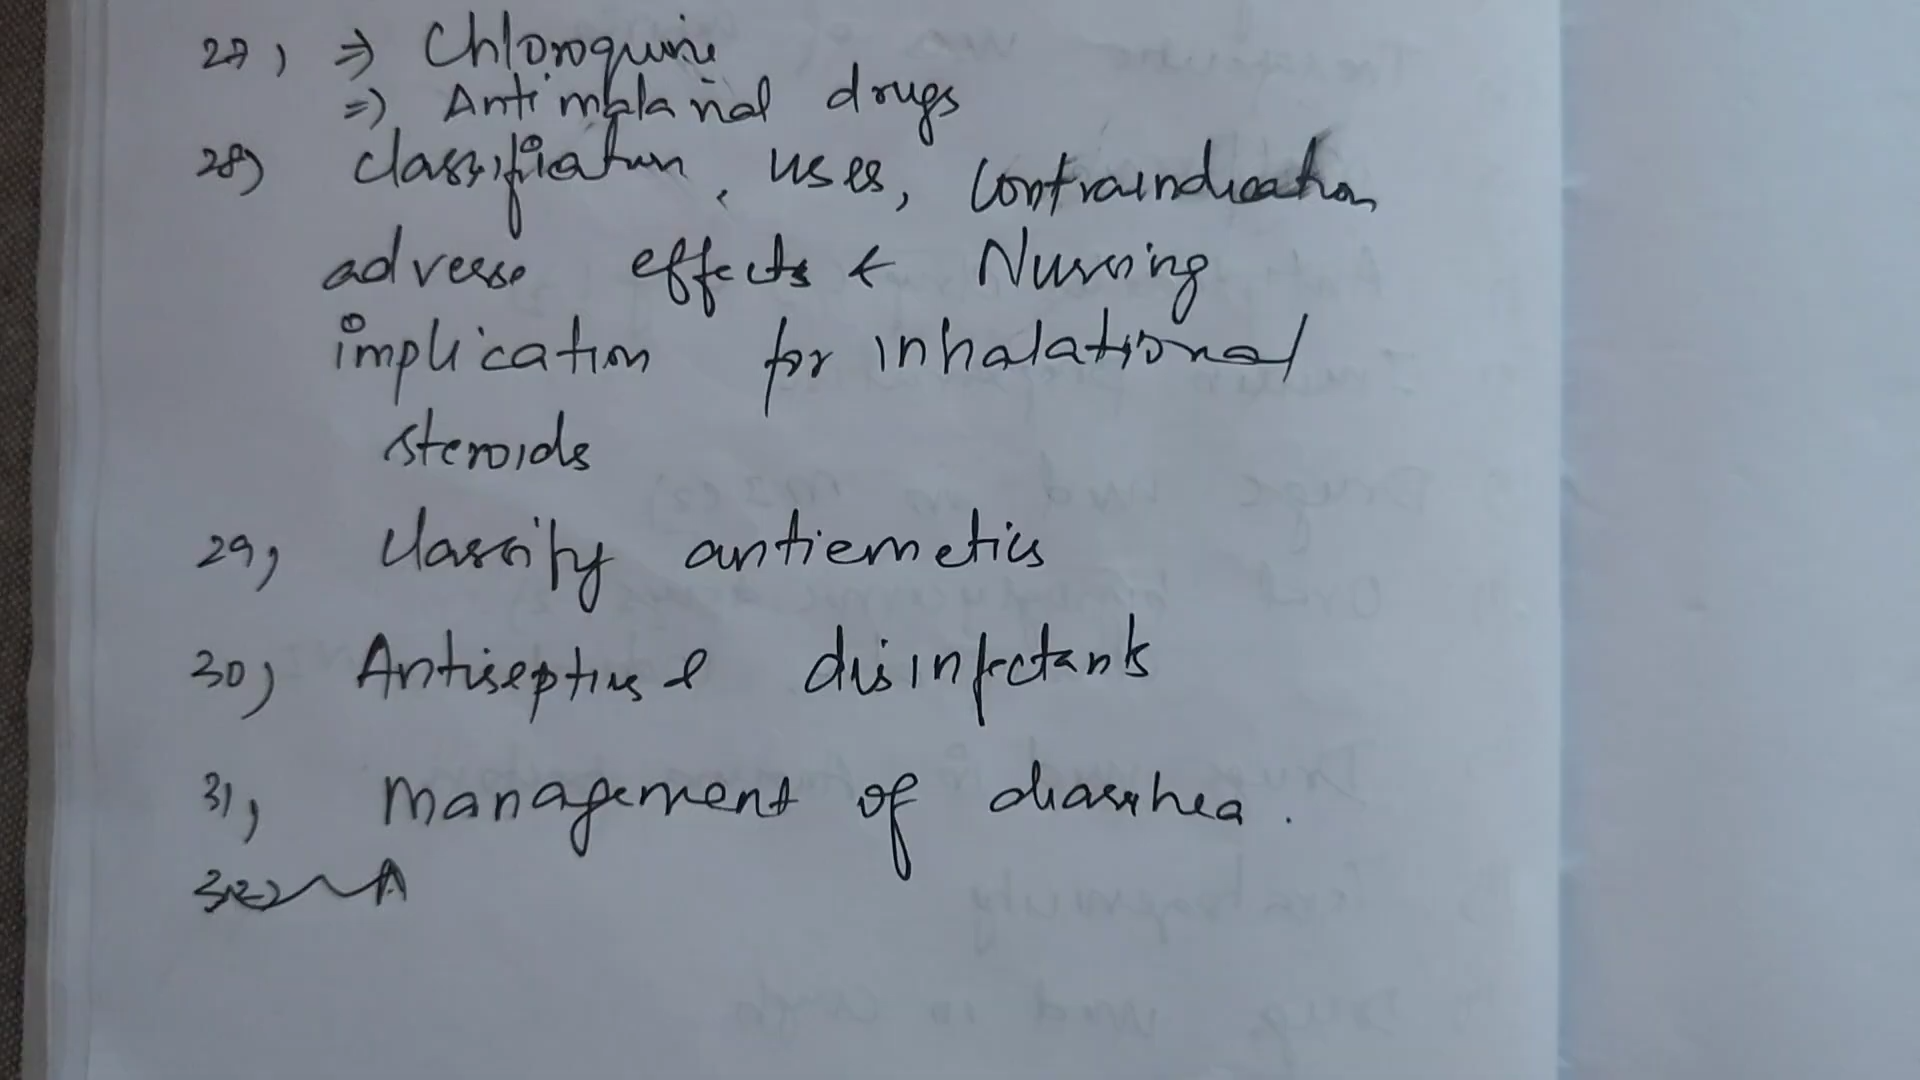 27) ⇒ Chloroquine
⇒) Antimalarial drugs
28) classification, uses, contraindication
adverse effects & Nursing
implication for inhalational
steroids
29) classify antiemetics
30) Antiseptics & disinfectants
31) management of diarrhea.